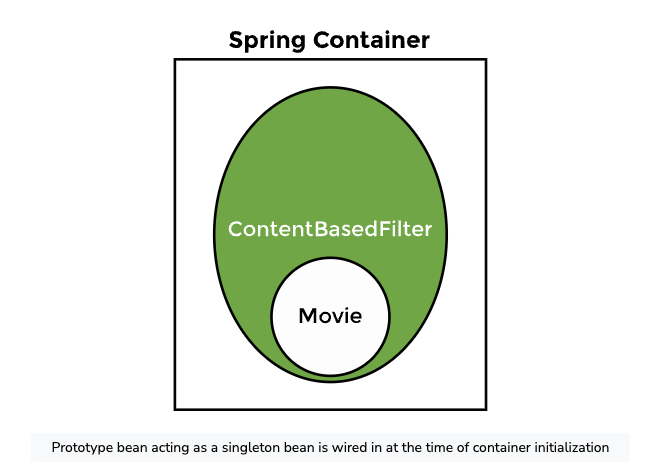 Spring Container
ContentBasedFilter
Movie
Prototype bean acting as a singleton bean is wired in at the time of container initialization